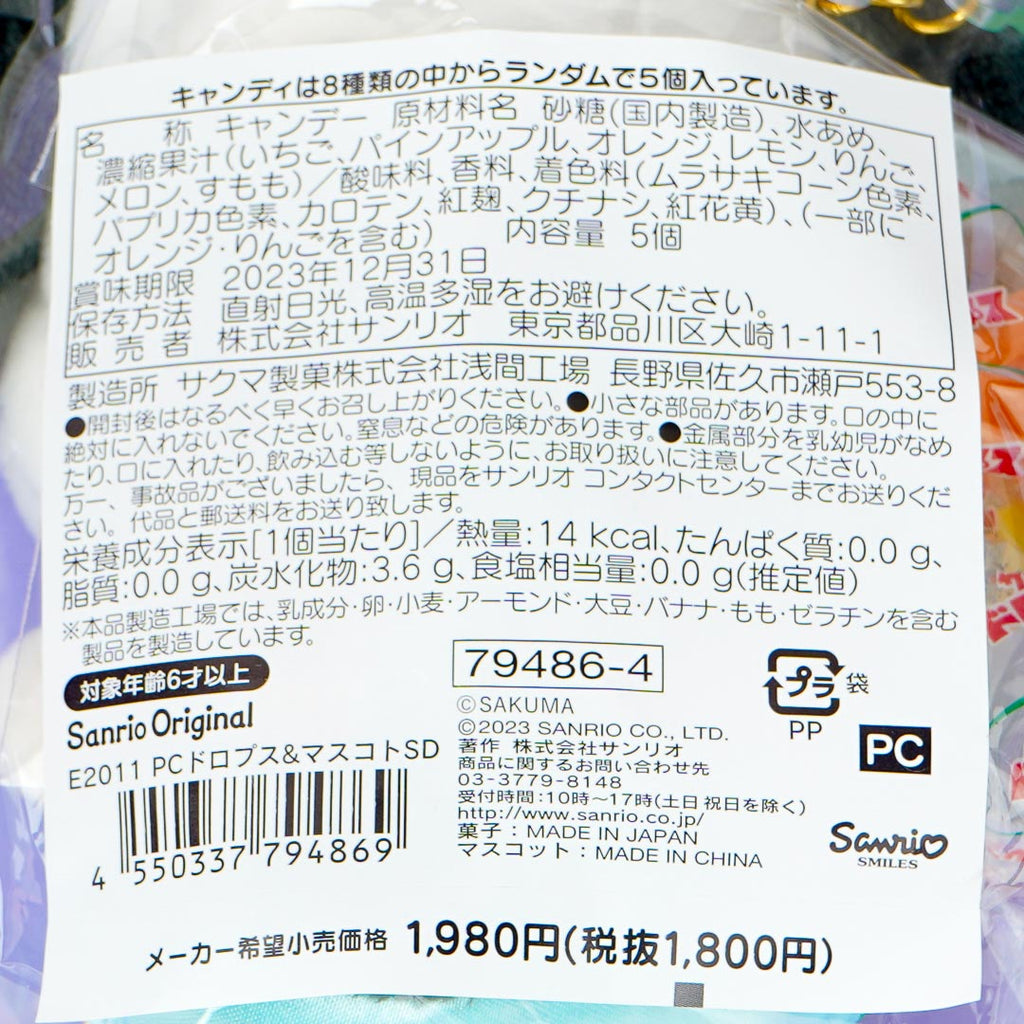 キャンディは8種類の中からランダムで5個入っています。
名　称 キャンデー 原材料名 砂糖(国内製造)、水あめ、
濃縮果汁(いちご、パインアップル、オレンジ、レモン、りんご、
メロン、すもも)／酸味料、香料、着色料(ムラサキコーン色素、
パプリカ色素、カロテン、紅麹、クチナシ、紅花黄)、(一部に
オレンジ・りんごを含む) 内容量 5個
賞味期限 2023年12月31日
保存方法 直射日光、高温多湿をお避けください。
販売者 株式会社サンリオ 東京都品川区大崎1-11-1
製造所 サクマ製菓株式会社浅間工場 長野県佐久市瀬戸553-8
●開封後はなるべく早くお召し上がりください。●小さな部品があります。口の中に
絶対に入れないでください。窒息などの危険があります。●金属部分を乳幼児がなめ
たり、口に入れたり、飲み込む等しないように、お取り扱いに注意してください。
万一、事故品がございましたら、現品をサンリオ コンタクトセンターまでお送りくだ
さい。代品と郵送料をお送り致します。
栄養成分表示[1個当たり]／熱量:14 kcal、たんぱく質:0.0 g、
脂質:0.0 g、炭水化物:3.6 g、食塩相当量:0.0 g(推定値)
※本品製造工場では、乳成分・卵・小麦・アーモンド・大豆・バナナ・もも・ゼラチンを含む
製品を製造しています。
対象年齢6才以上
Sanrio Original
E2011 PCドロップス&マスコトSD
4 550337 794869
79486-4
©SAKUMA
©2023 SANRIO CO., LTD.
著作 株式会社サンリオ
商品に関するお問い合わせ先
03-3779-8148
受付時間:10時～17時(土日祝日を除く)
http://www.sanrio.co.jp/
菓子：MADE IN JAPAN
マスコット：MADE IN CHINA
プラ 袋
PP
PC
Sanrio
SMILES
メーカー希望小売価格 1,980円(税抜1,800円)